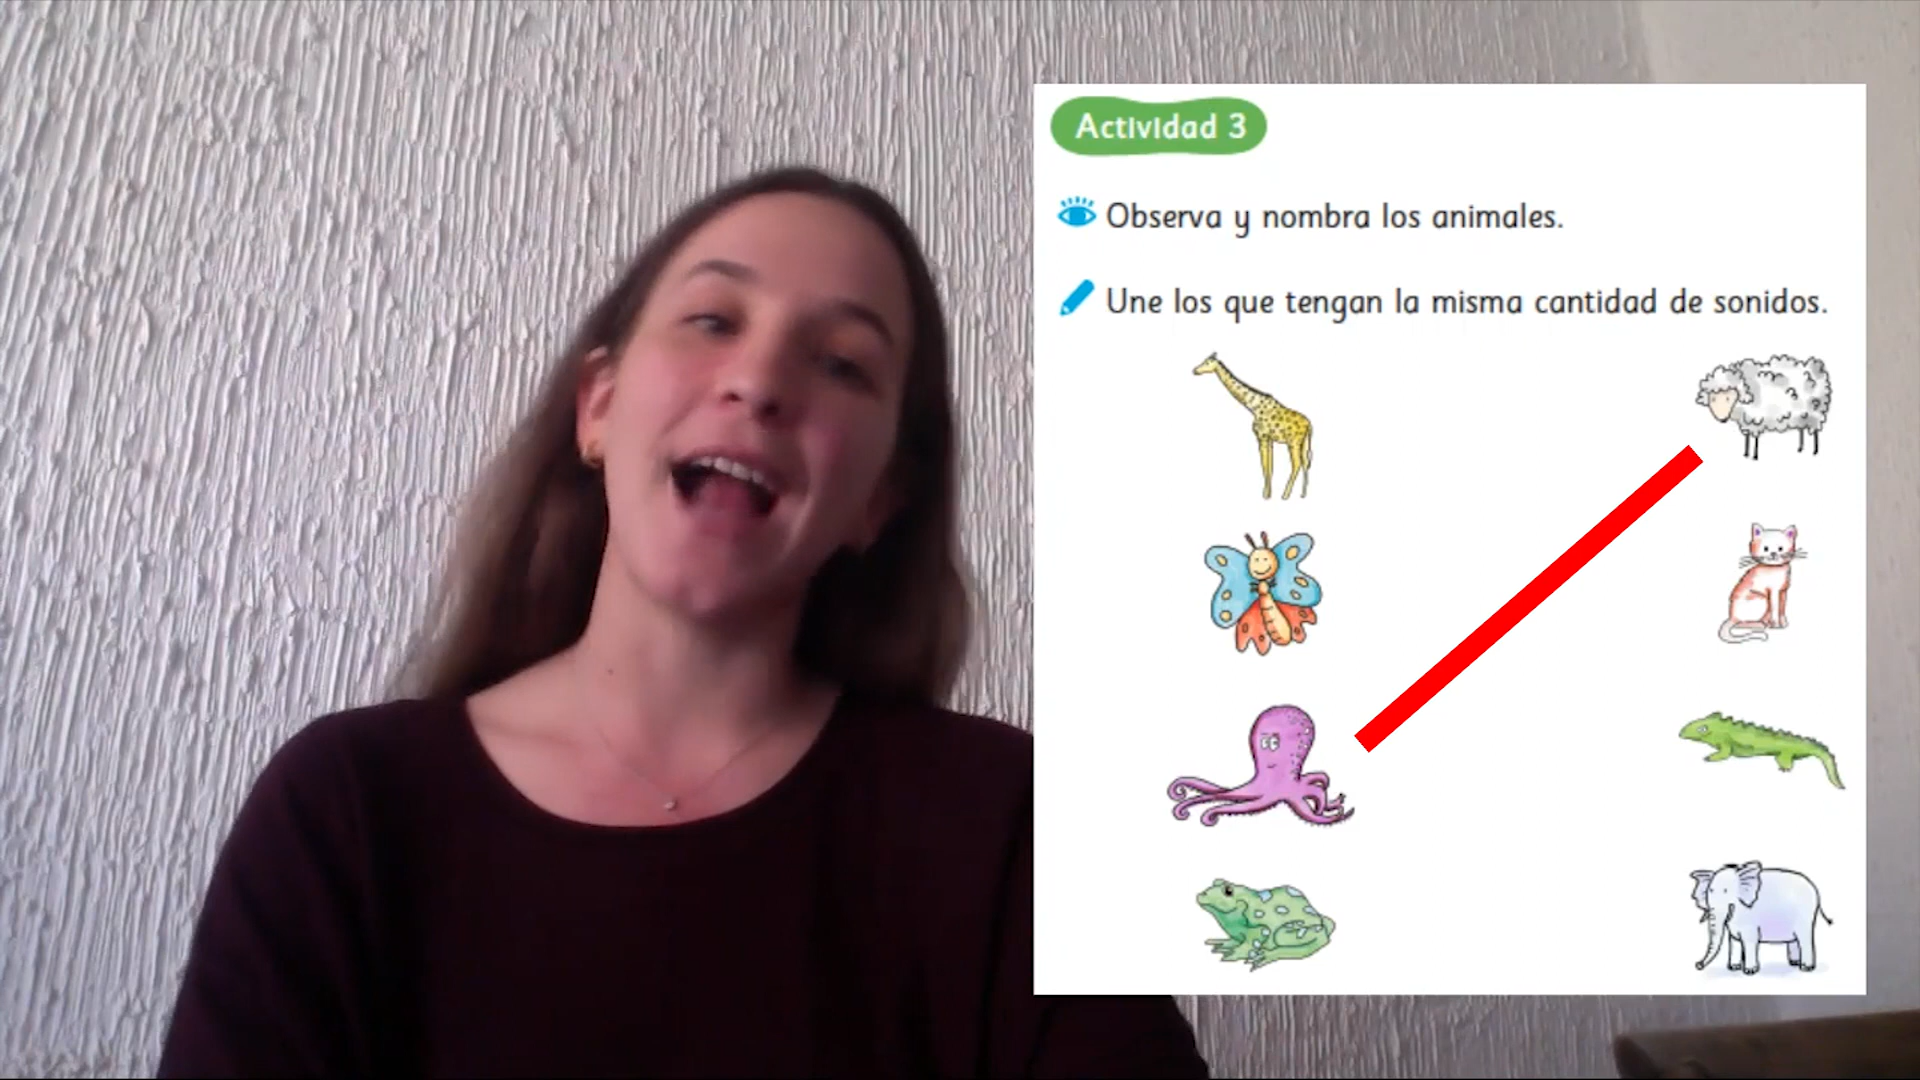 Actividad 3
Observa y nombra los animales.
Une los que tengan la misma cantidad de sonidos.